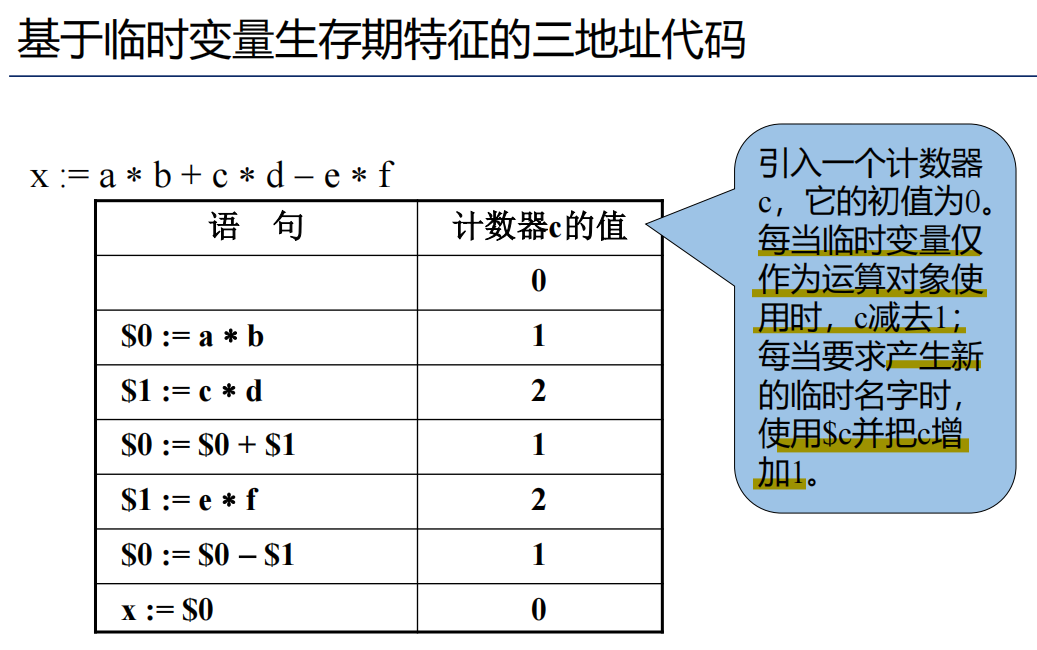 基于临时变量生存期特征的三地址代码
x := a * b + c * d – e * f
语 句 计数器c的值
0
$0 := a * b 1
$1 := c * d 2
$0 := $0 + $1 1
$1 := e * f 2
$0 := $0 – $1 1
x := $0 0
引入一个计数器
c，它的初值为0。
每当临时变量仅
作为运算对象使
用时，c减去1；
每当要求产生新
的临时名字时，
使用$c并把c增
加1。